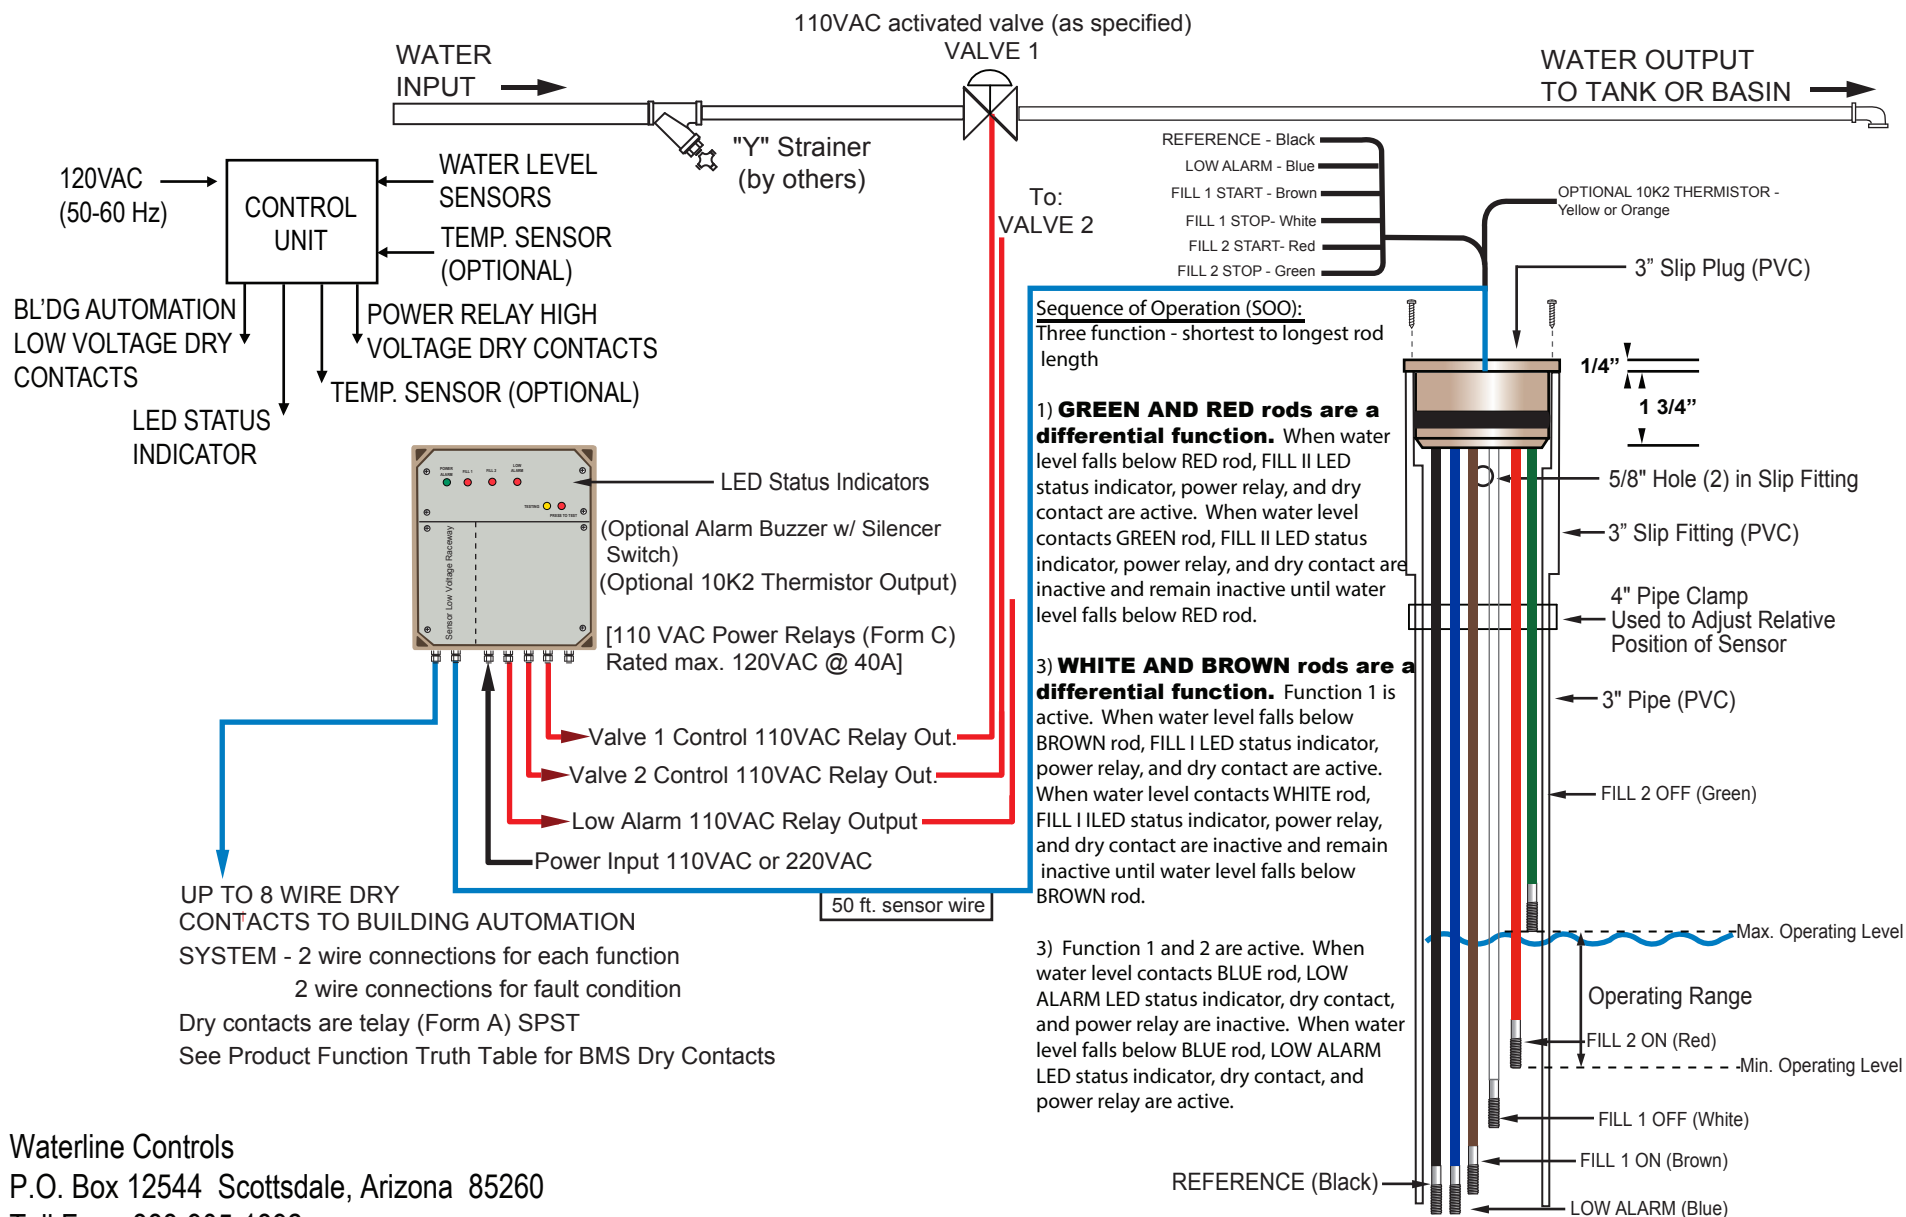 110VAC activated valve (as specified)
VALVE 1
WATER
INPUT
WATER OUTPUT
TO TANK OR BASIN
"Y" Strainer
(by others)
To:
VALVE 2
120VAC
(50-60 Hz)
CONTROL
UNIT
WATER LEVEL
SENSORS
TEMP. SENSOR
(OPTIONAL)
BL'DG AUTOMATION
LOW VOLTAGE DRY
CONTACTS
POWER RELAY HIGH
VOLTAGE DRY CONTACTS
TEMP. SENSOR (OPTIONAL)
LED STATUS
INDICATOR
REFERENCE - Black
LOW ALARM - Blue
FILL 1 START - Brown
FILL 1 STOP- White
FILL 2 START- Red
FILL 2 STOP - Green
OPTIONAL 10K2 THERMISTOR -
Yellow or Orange
3” Slip Plug (PVC)
1/4”
1 3/4”
5/8" Hole (2) in Slip Fitting
3” Slip Fitting (PVC)
4" Pipe Clamp
Used to Adjust Relative
Position of Sensor
3" Pipe (PVC)
FILL 2 OFF (Green)
Max. Operating Level
Operating Range
FILL 2 ON (Red)
Min. Operating Level
FILL 1 OFF (White)
FILL 1 ON (Brown)
REFERENCE (Black)
LOW ALARM (Blue)
Sequence of Operation (SOO):
Three function - shortest to longest rod
length
1) GREEN AND RED rods are a
differential function. When water
level falls below RED rod, FILL II LED
status indicator, power relay, and dry
contact are active. When water level
contacts GREEN rod, FILL II LED status
indicator, power relay, and dry contact are
inactive and remain inactive until water
level falls below RED rod.
3) WHITE AND BROWN rods are a
differential function. Function 1 is
active. When water level falls below
BROWN rod, FILL I LED status indicator,
power relay, and dry contact are active.
When water level contacts WHITE rod,
FILL I ILED status indicator, power relay,
and dry contact are inactive and remain
inactive until water level falls below
BROWN rod.
3) Function 1 and 2 are active. When
water level contacts BLUE rod, LOW
ALARM LED status indicator, dry contact,
and power relay are inactive. When water
level falls below BLUE rod, LOW ALARM
LED status indicator, dry contact, and
power relay are active.
POWER
ALARM
FILL 1
FILL 2
LOW
ALARM
TESTING
PRESS TO TEST
Sensor Low Voltage Raceway
LED Status Indicators
(Optional Alarm Buzzer w/ Silencer
Switch)
(Optional 10K2 Thermistor Output)
[110 VAC Power Relays (Form C)
Rated max. 120VAC @ 40A]
Valve 1 Control 110VAC Relay Out.
Valve 2 Control 110VAC Relay Out.
Low Alarm 110VAC Relay Output
Power Input 110VAC or 220VAC
50 ft. sensor wire
UP TO 8 WIRE DRY
CONTACTS TO BUILDING AUTOMATION
SYSTEM - 2 wire connections for each function
2 wire connections for fault condition
Dry contacts are telay (Form A) SPST
See Product Function Truth Table for BMS Dry Contacts
Waterline Controls
P.O. Box 12544 Scottsdale, Arizona 85260